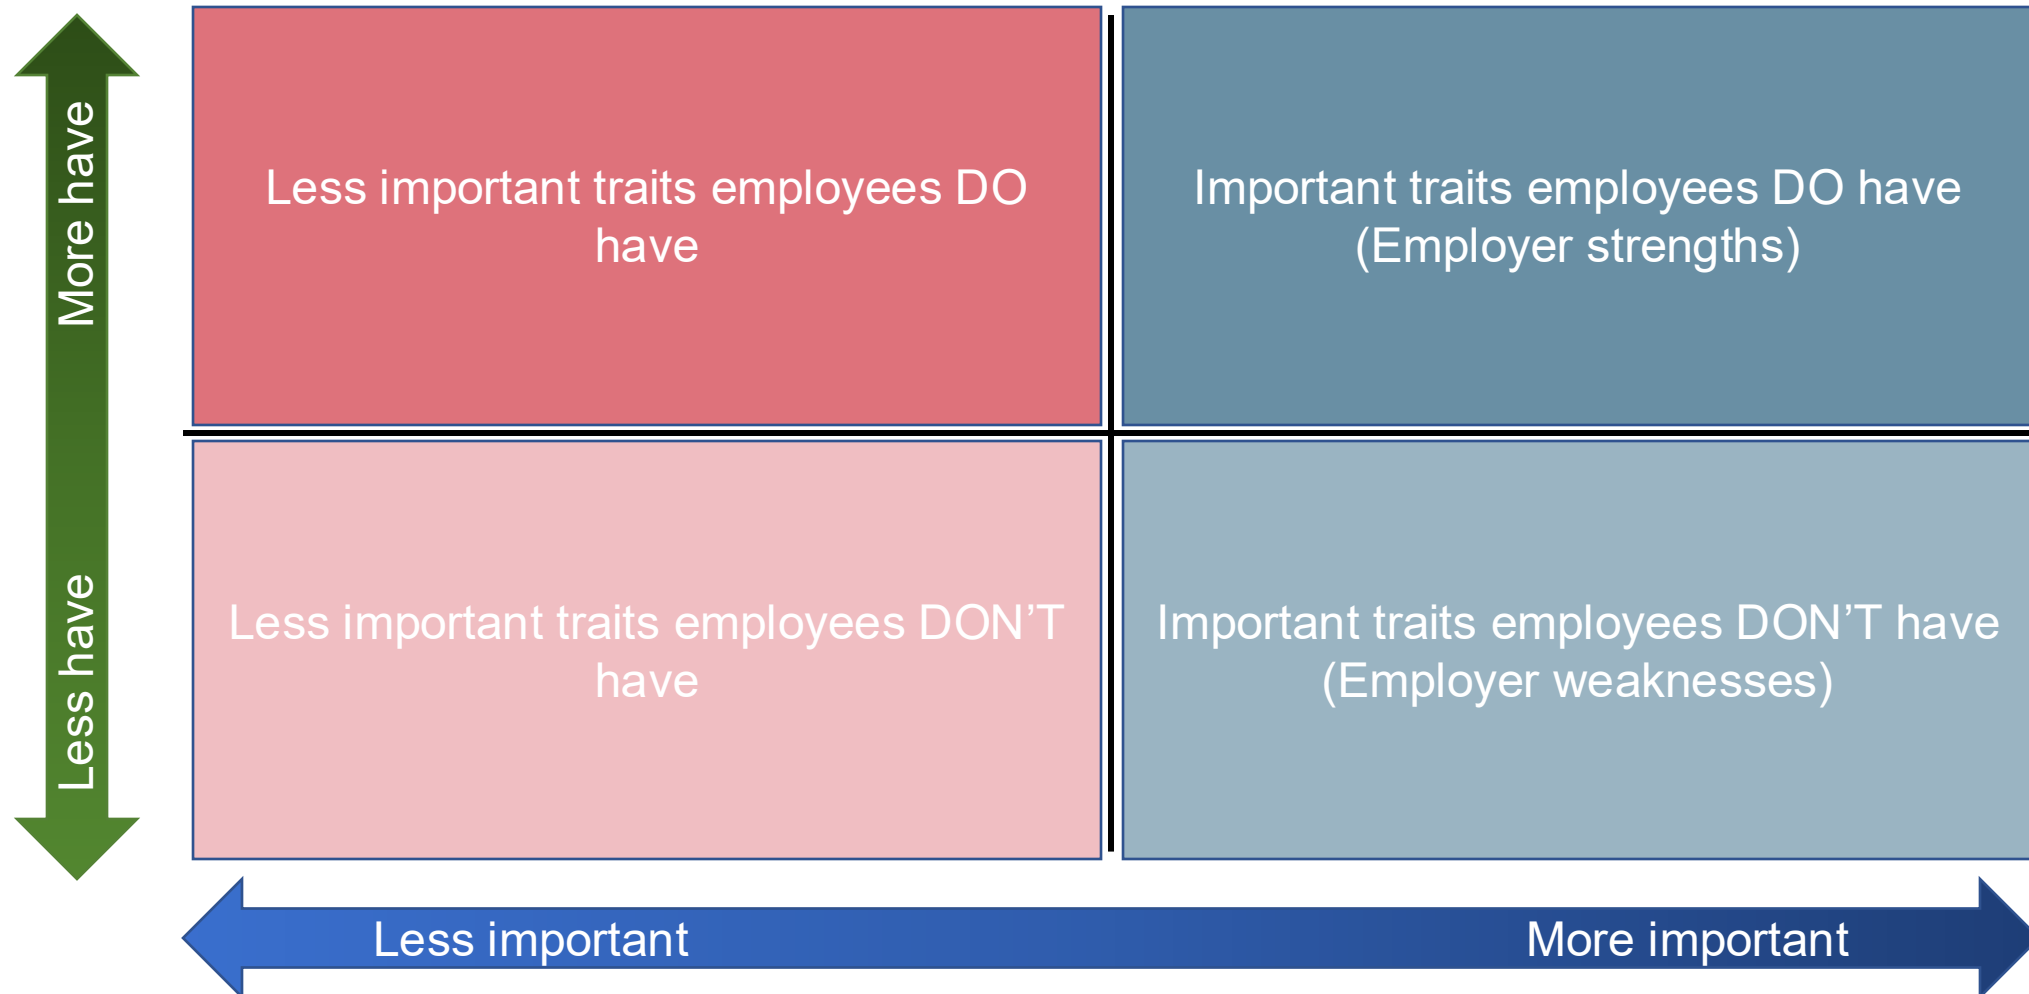 More have
Less important traits employees DO
have
Important traits employees DO have
(Employer strengths)
Less have
Less important traits employees DON’T
have
Important traits employees DON’T have
(Employer weaknesses)
Less important
More important